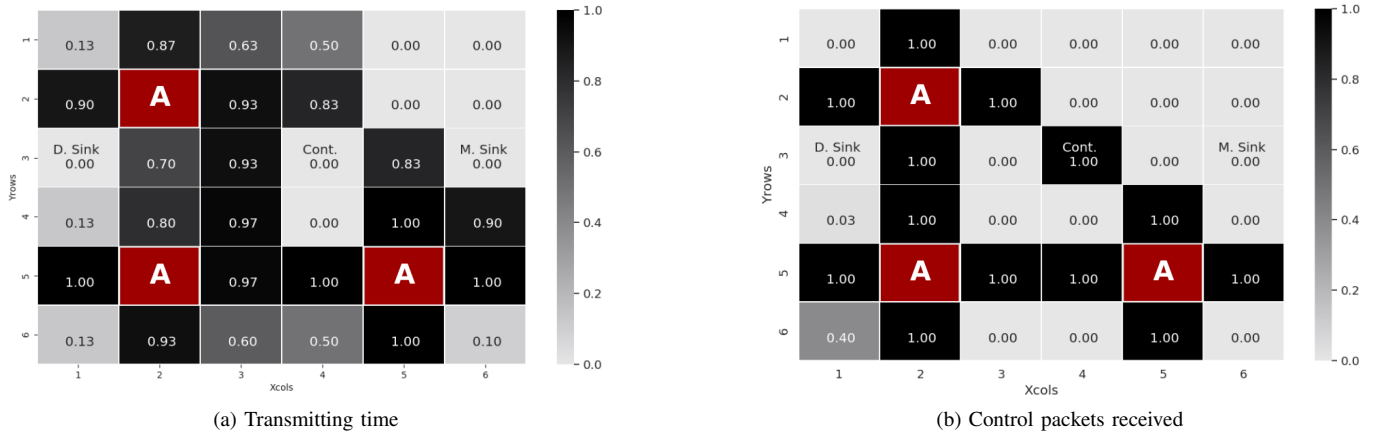 1 0.13 0.87 0.63 0.50 0.00 0.00
2 0.90 A 0.93 0.83 0.00 0.00
D. Sink Cont. M. Sink
3 0.00 0.70 0.93 0.00 0.83 0.00
4 0.13 0.80 0.97 0.00 1.00 0.90
5 1.00 A 0.97 1.00 A 1.00
6 0.13 0.93 0.60 0.50 1.00 0.10
1 2 3 4 5 6
Xcols
Yrows
1.0
0.8
0.6
0.4
0.2
0.0
(a) Transmitting time
1 0.00 1.00 0.00 0.00 0.00 0.00
2 1.00 A 1.00 0.00 0.00 0.00
D. Sink Cont. M. Sink
3 0.00 1.00 0.00 1.00 0.00 0.00
4 0.03 1.00 0.00 0.00 1.00 0.00
5 1.00 A 1.00 1.00 A 1.00
6 0.40 1.00 0.00 0.00 1.00 0.00
1 2 3 4 5 6
Xcols
Yrows
1.0
0.8
0.6
0.4
0.2
0.0
(b) Control packets received